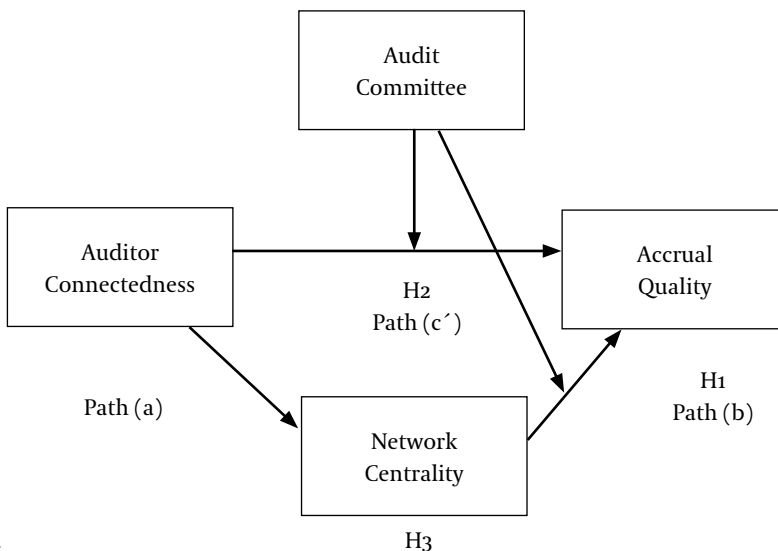 Audit
Committee
Auditor
Connectedness
Accrual
Quality
H2
Path (c´)
H1
Path (b)
Path (a)
Network
Centrality
H3